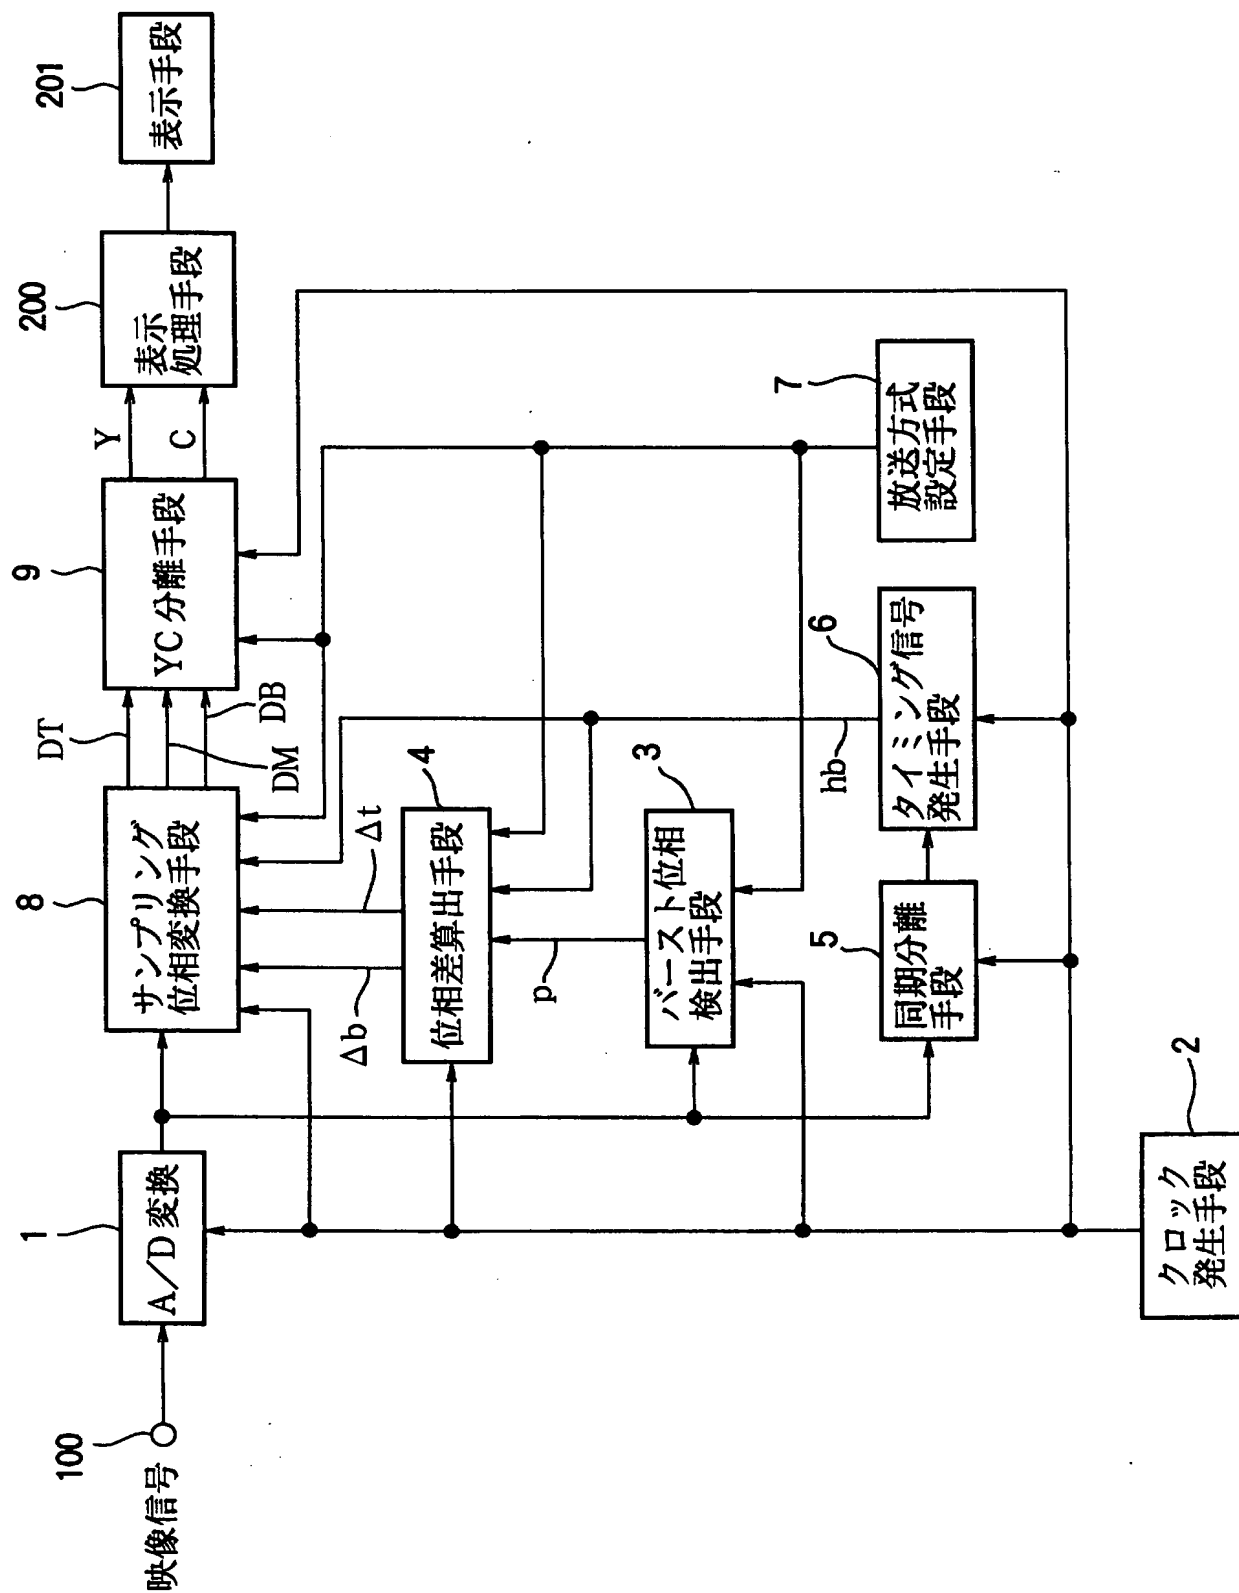 映像信号
100
1
A/D変換
8
サンプリング
位相変換手段
DT
DM
DB
9
YC分離手段
Y
C
200
表示
処理手段
201
表示手段
Δb
Δt
4
位相差算出手段
p
3
バースト位相
検出手段
hb
5
同期分離
手段
6
タイミング信号
発生手段
7
放送方式
設定手段
2
クロック
発生手段